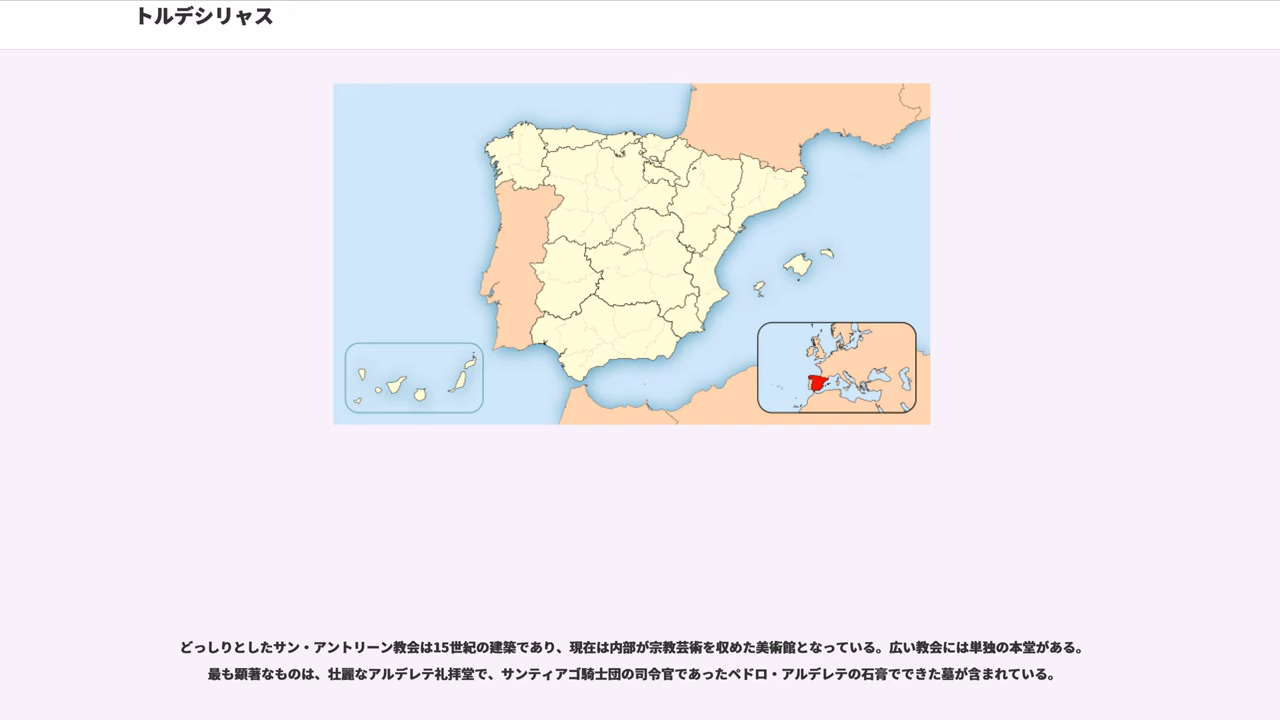 トルデシリャス
どっしりとしたサン・アントリーン教会は15世紀の建築であり、現在は内部が宗教芸術を収めた美術館となっている。広い教会には単独の本堂がある。
最も顕著なものは、壮麗なアルデレテ礼拝堂で、サンティアゴ騎士団の司令官であったペドロ・アルデレテの石膏でできた墓が含まれている。